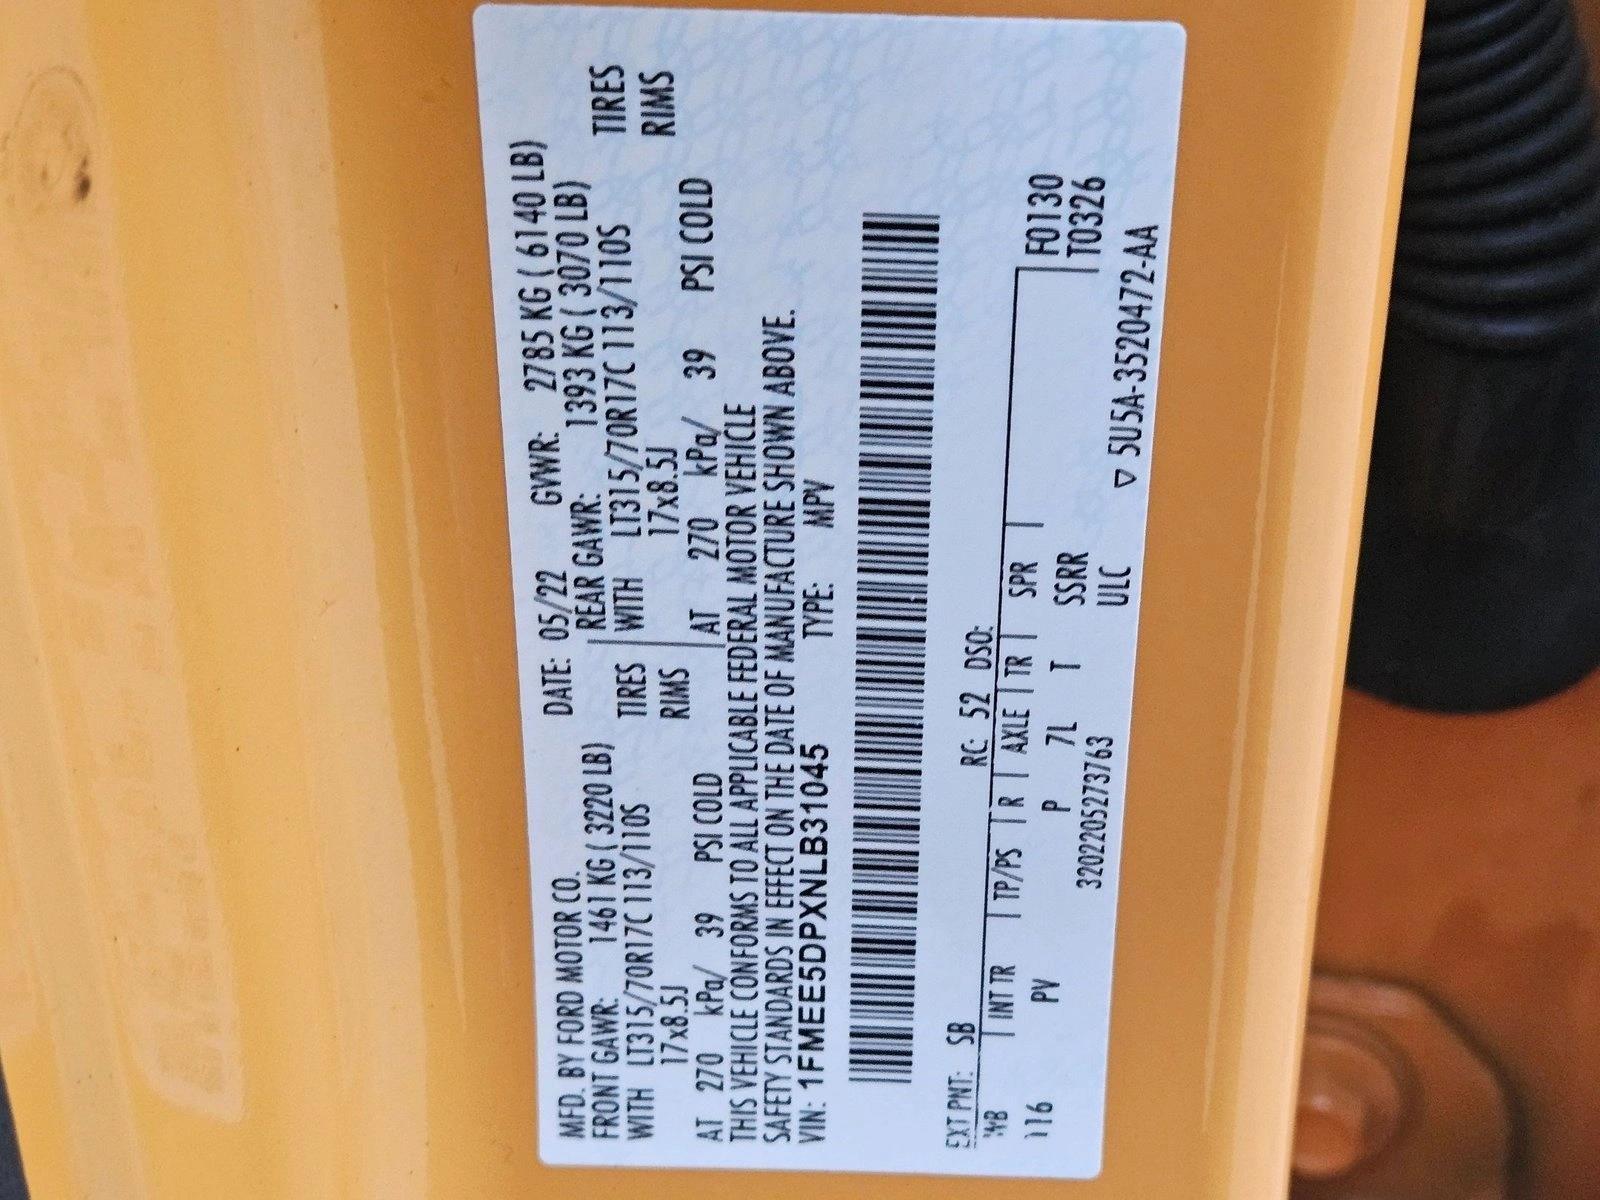 MFD. BY FORD MOTOR CO. DATE: 05/22 GVWR: 2785 KG ( 6140 LB)
FRONT GAWR: 1461 KG ( 3220 LB) REAR GAWR: 1393 KG ( 3070 LB)
WITH LT315/70R17C 113/110S TIRES WITH LT315/70R17C 113/110S TIRES
17x8.5J RIMS 17x8.5J RIMS
AT 270 kPa/ 39 PSI COLD AT 270 kPa/ 39 PSI COLD
THIS VEHICLE CONFORMS TO ALL APPLICABLE FEDERAL MOTOR VEHICLE
SAFETY STANDARDS IN EFFECT ON THE DATE OF MANUFACTURE SHOWN ABOVE.
VIN: 1FMEE5DPXNLB31045 TYPE: MPV
EXT PNT: SB RC: 52 DSO:
WB INT TR TP/PS R AXLE TR SPR F0130
116 PV P 7L T SSRR T0326
3202205273763 ULC ▽ 5U5A-3520472-AA